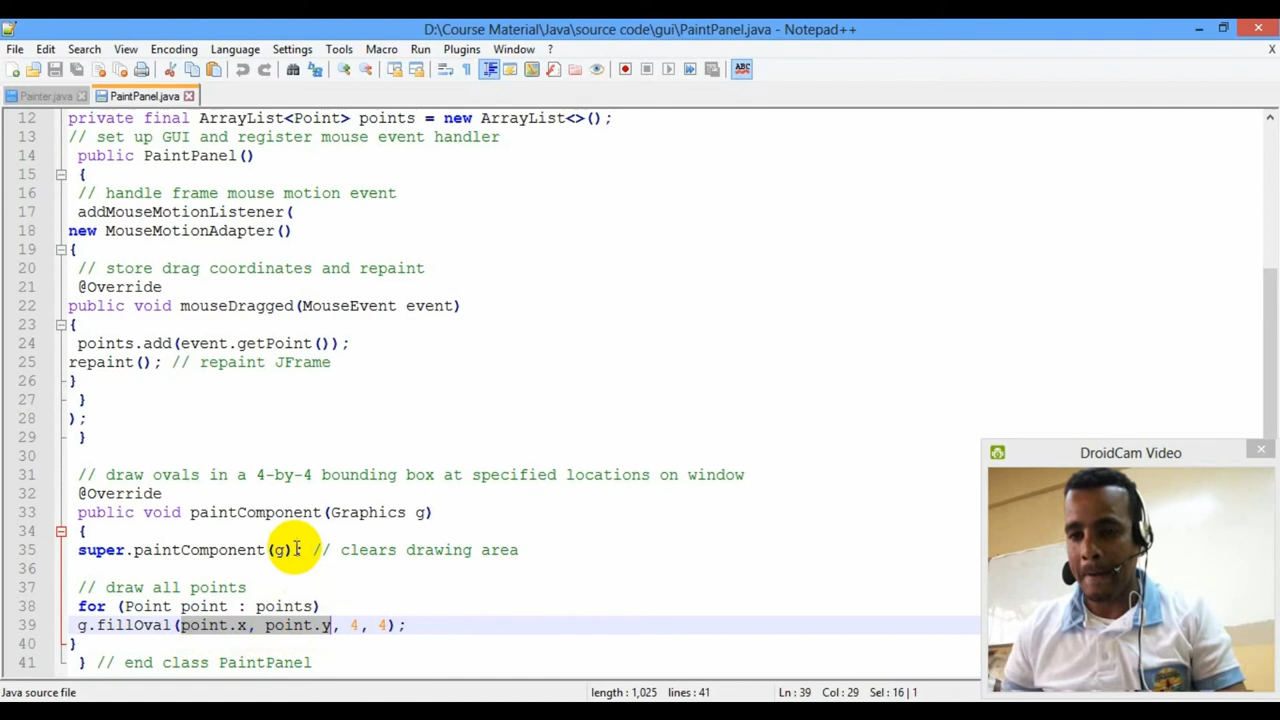 D:\Course Material\Java\source code\gui\PaintPanel.java - Notepad++
File Edit Search View Encoding Language Settings Tools Macro Run Plugins Window ? X
ABC
Painter.java PaintPanel.java
12 private final ArrayList<Point> points = new ArrayList<>();
13 // set up GUI and register mouse event handler
14 public PaintPanel()
15 {
16 // handle frame mouse motion event
17 addMouseMotionListener(
18 new MouseMotionAdapter()
19 {
20 // store drag coordinates and repaint
21 @Override
22 public void mouseDragged(MouseEvent event)
23 {
24 points.add(event.getPoint());
25 repaint(); // repaint JFrame
26 }
27 }
28 );
29 }
30
31 // draw ovals in a 4-by-4 bounding box at specified locations on window
32 @Override
33 public void paintComponent(Graphics g)
34 {
35 super.paintComponent(g); // clears drawing area
36
37 // draw all points
38 for (Point point : points)
39 g.fillOval(point.x, point.y, 4, 4);
40 }
41 } // end class PaintPanel
DroidCam Video
Java source file length : 1,025 lines : 41 Ln : 39 Col : 29 Sel : 16 | 1